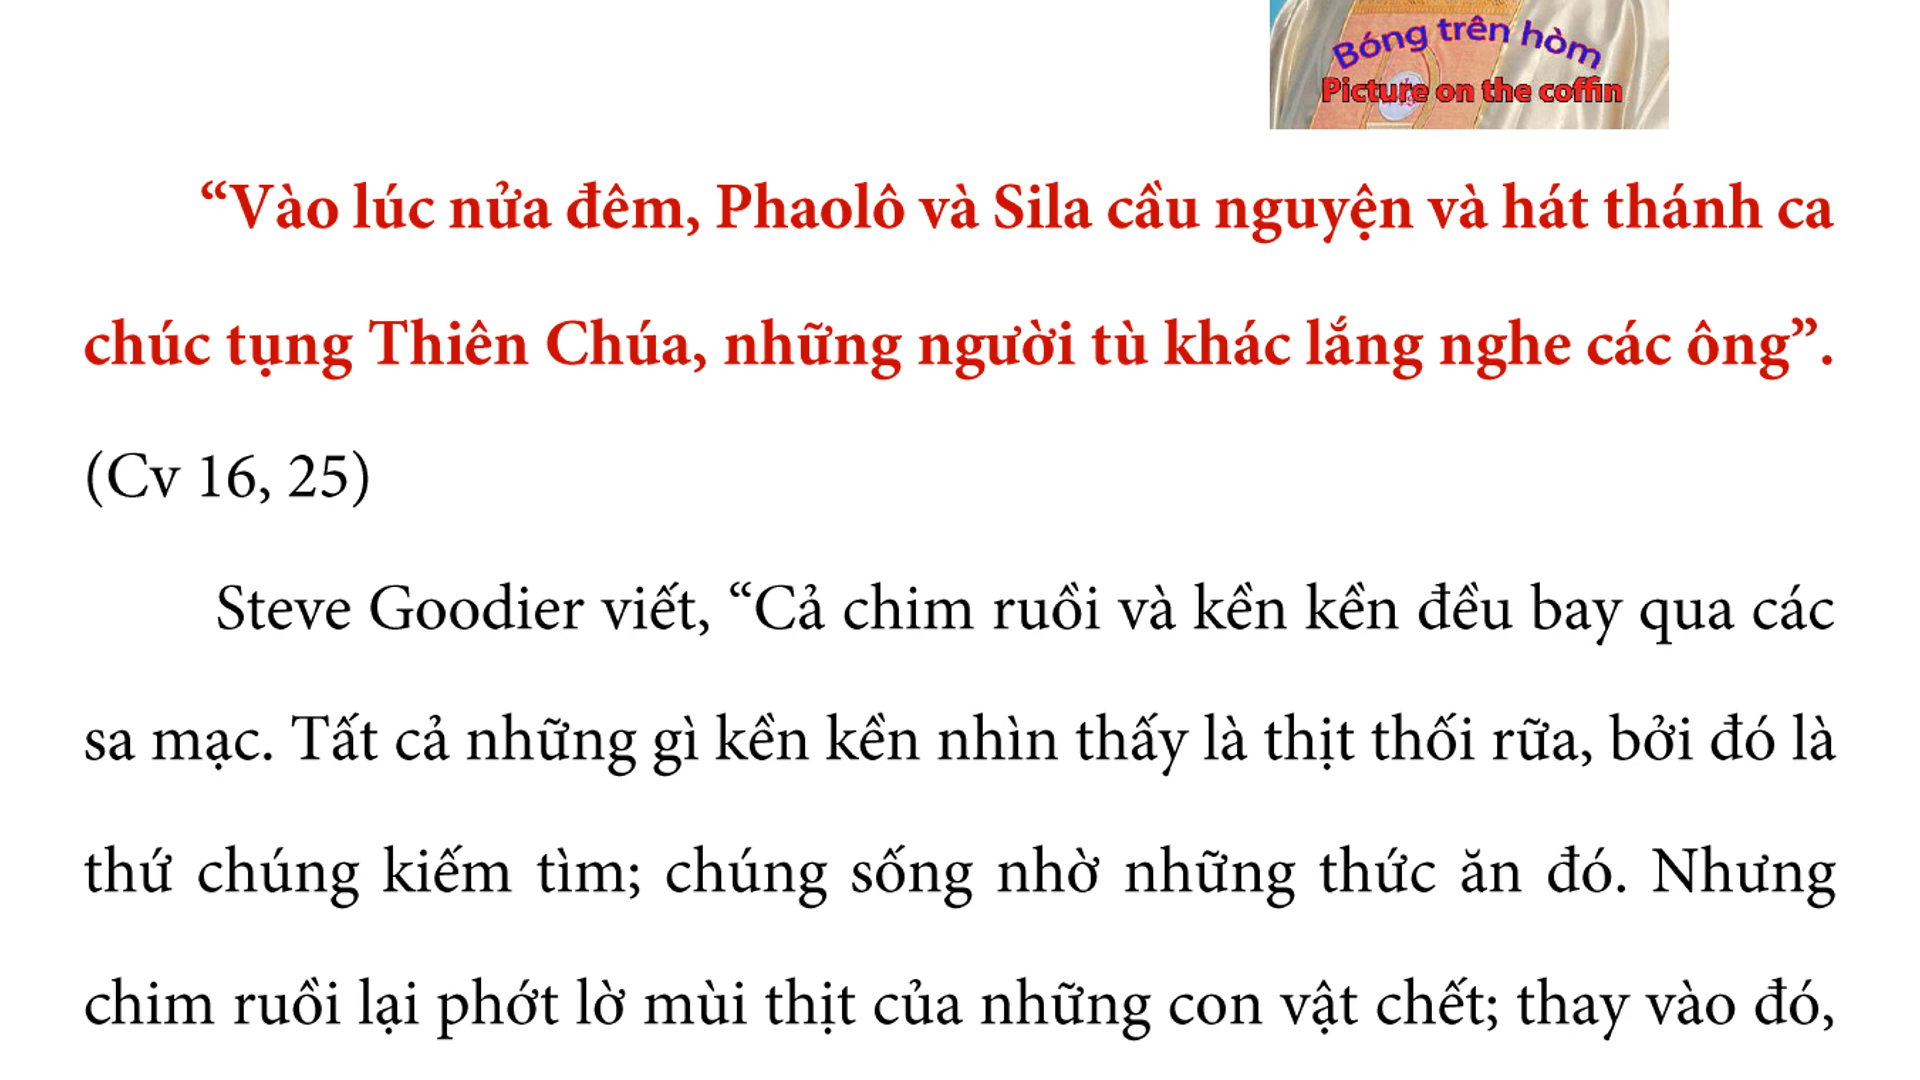 Bóng trên hòm
Picture on the coffin
“Vào lúc nửa đêm, Phaolô và Sila cầu nguyện và hát thánh ca
chúc tụng Thiên Chúa, những người tù khác lắng nghe các ông”.
(Cv 16, 25)
Steve Goodier viết, “Cả chim ruồi và kền kền đều bay qua các
sa mạc. Tất cả những gì kền kền nhìn thấy là thịt thối rữa, bởi đó là
thứ chúng kiếm tìm; chúng sống nhờ những thức ăn đó. Nhưng
chim ruồi lại phớt lờ mùi thịt của những con vật chết; thay vào đó,